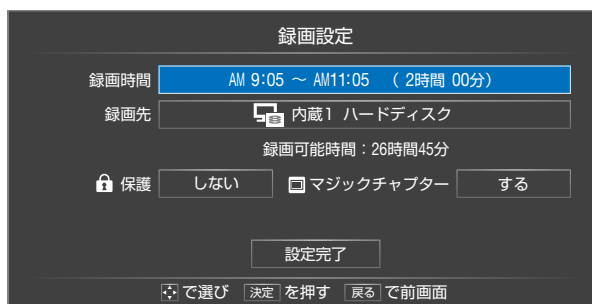 録画設定
録画時間 AM 9:05 ～ AM11:05 （ 2時間 00分）
録画先 内蔵1 ハードディスク
録画可能時間：26時間45分
保護 しない マジックチャプター する
設定完了
で選び 決定 を押す 戻る で前画面